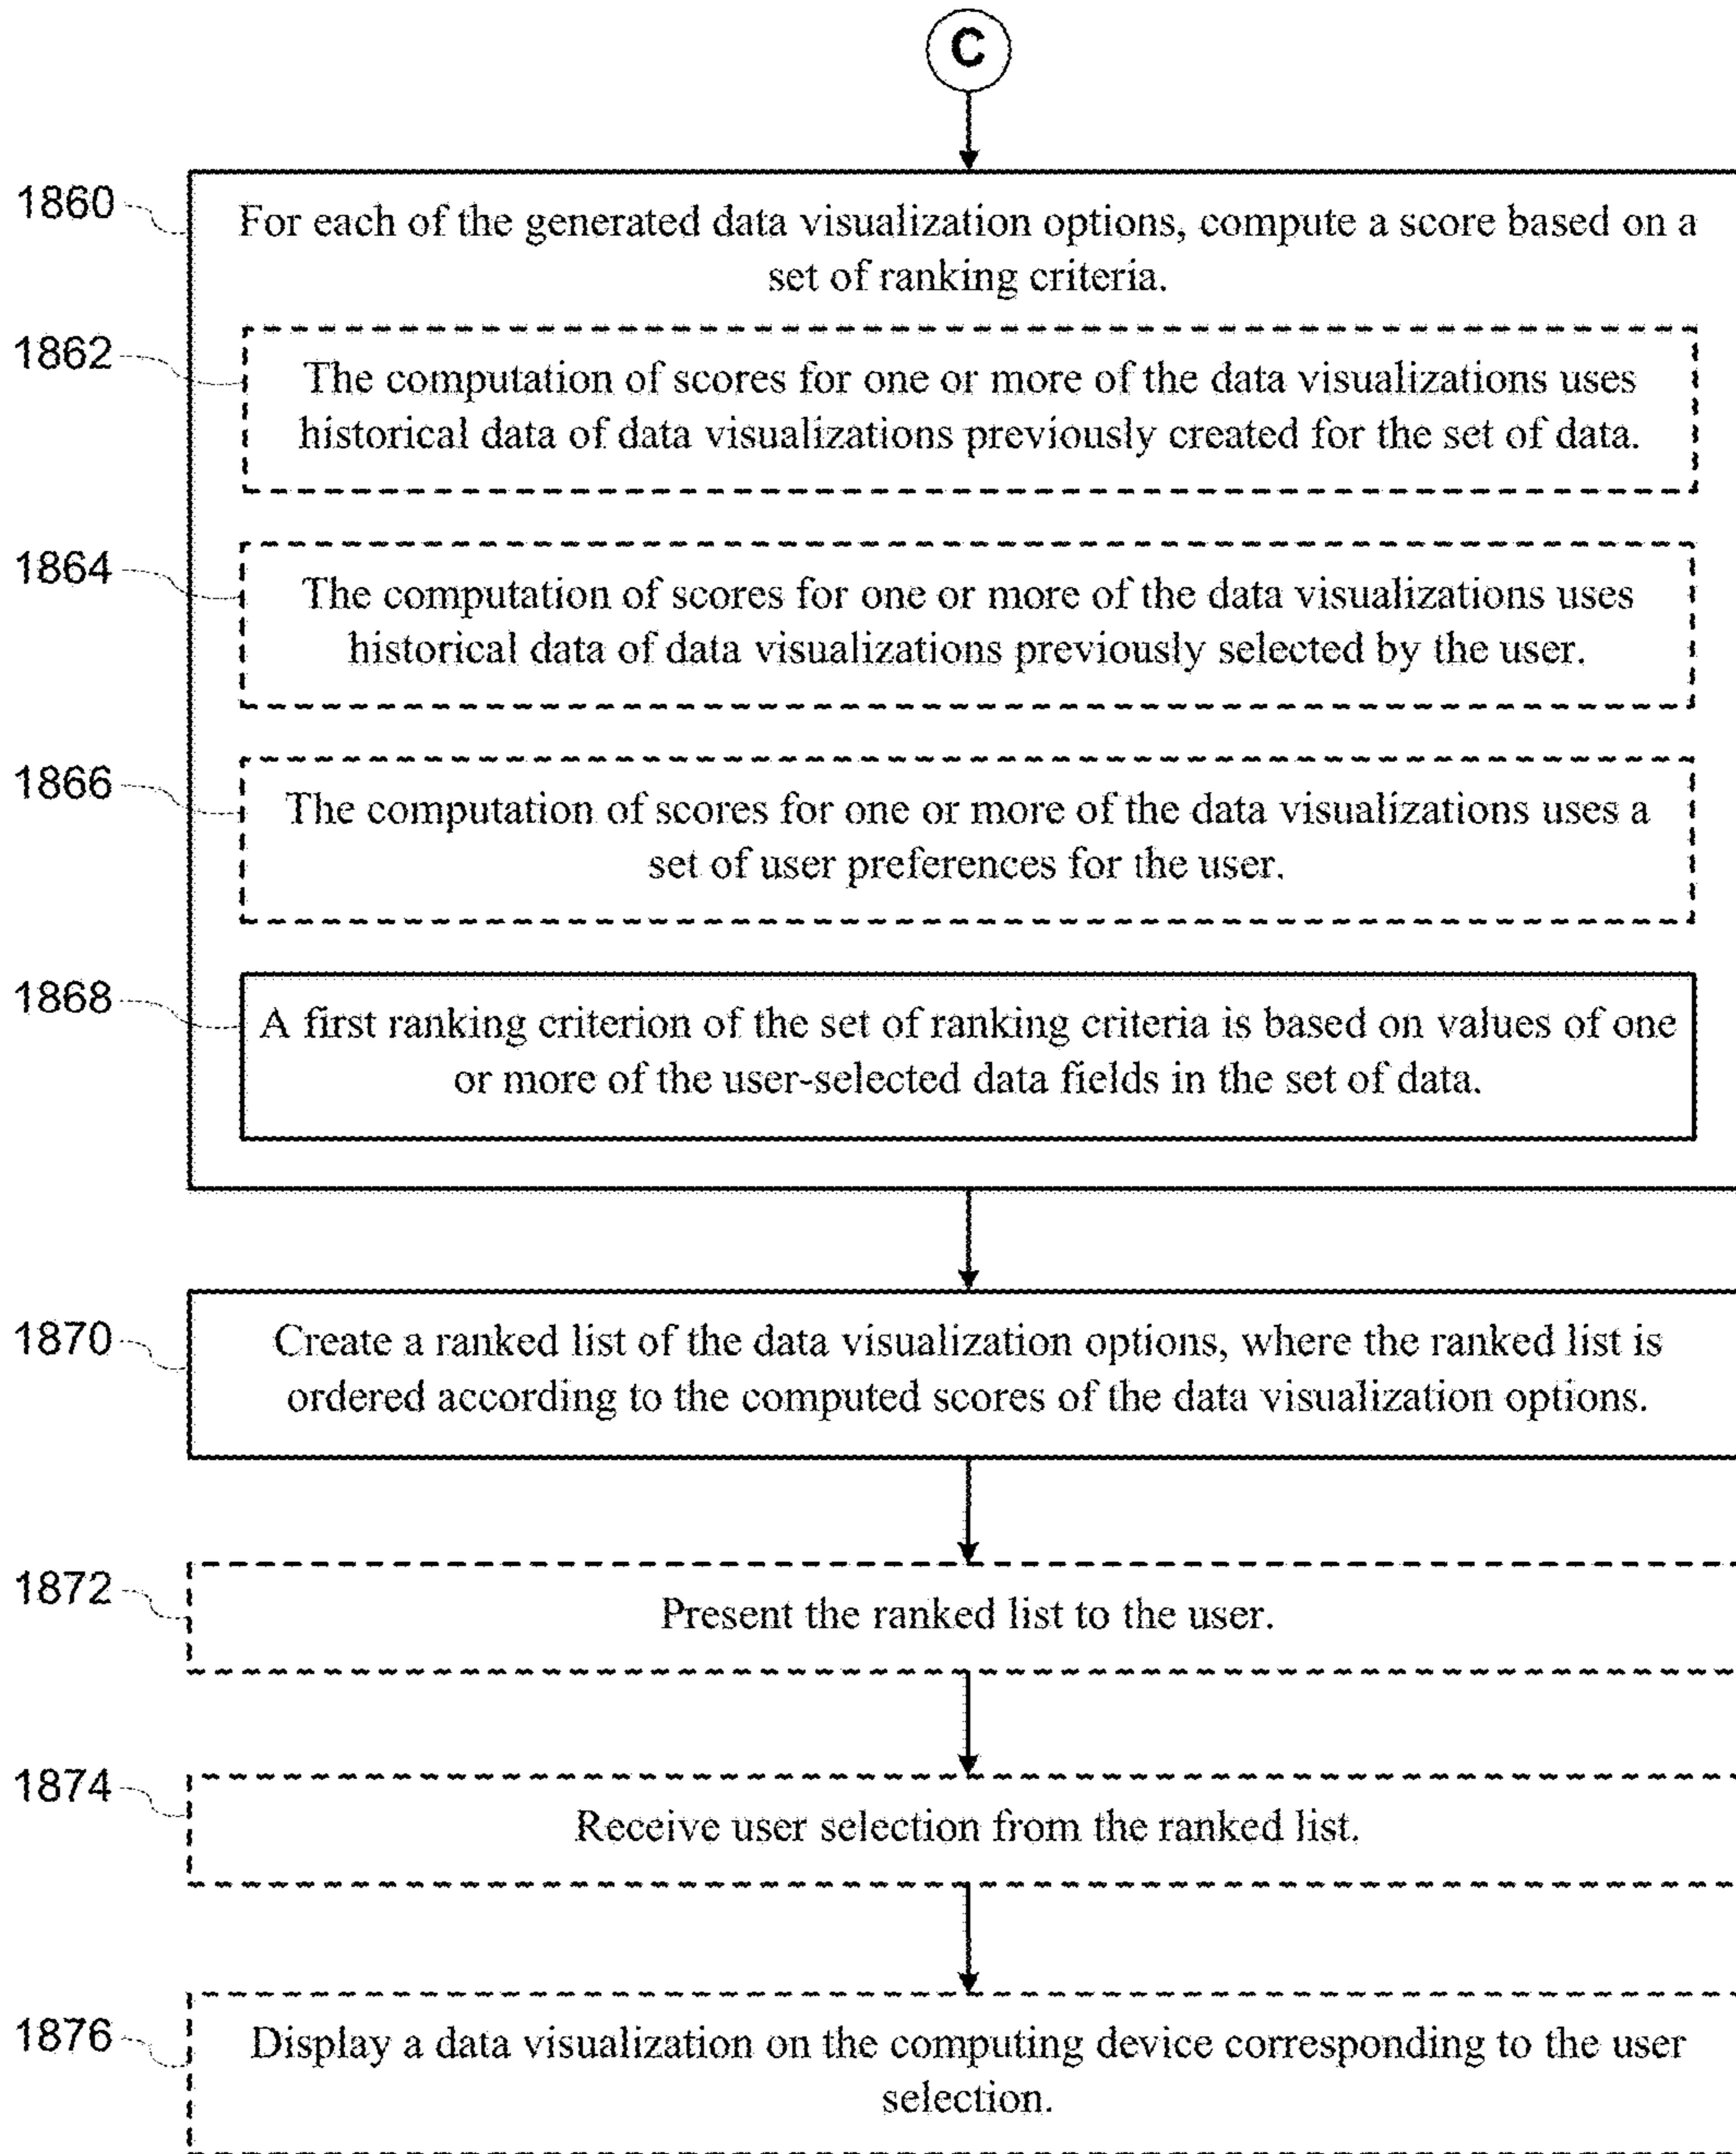 C
1860
For each of the generated data visualization options, compute a score based on a
set of ranking criteria.
1862
The computation of scores for one or more of the data visualizations uses
historical data of data visualizations previously created for the set of data.
1864
The computation of scores for one or more of the data visualizations uses
historical data of data visualizations previously selected by the user.
1866
The computation of scores for one or more of the data visualizations uses a
set of user preferences for the user.
1868
A first ranking criterion of the set of ranking criteria is based on values of one
or more of the user-selected data fields in the set of data.
1870
Create a ranked list of the data visualization options, where the ranked list is
ordered according to the computed scores of the data visualization options.
1872
Present the ranked list to the user.
1874
Receive user selection from the ranked list.
1876
Display a data visualization on the computing device corresponding to the user
selection.